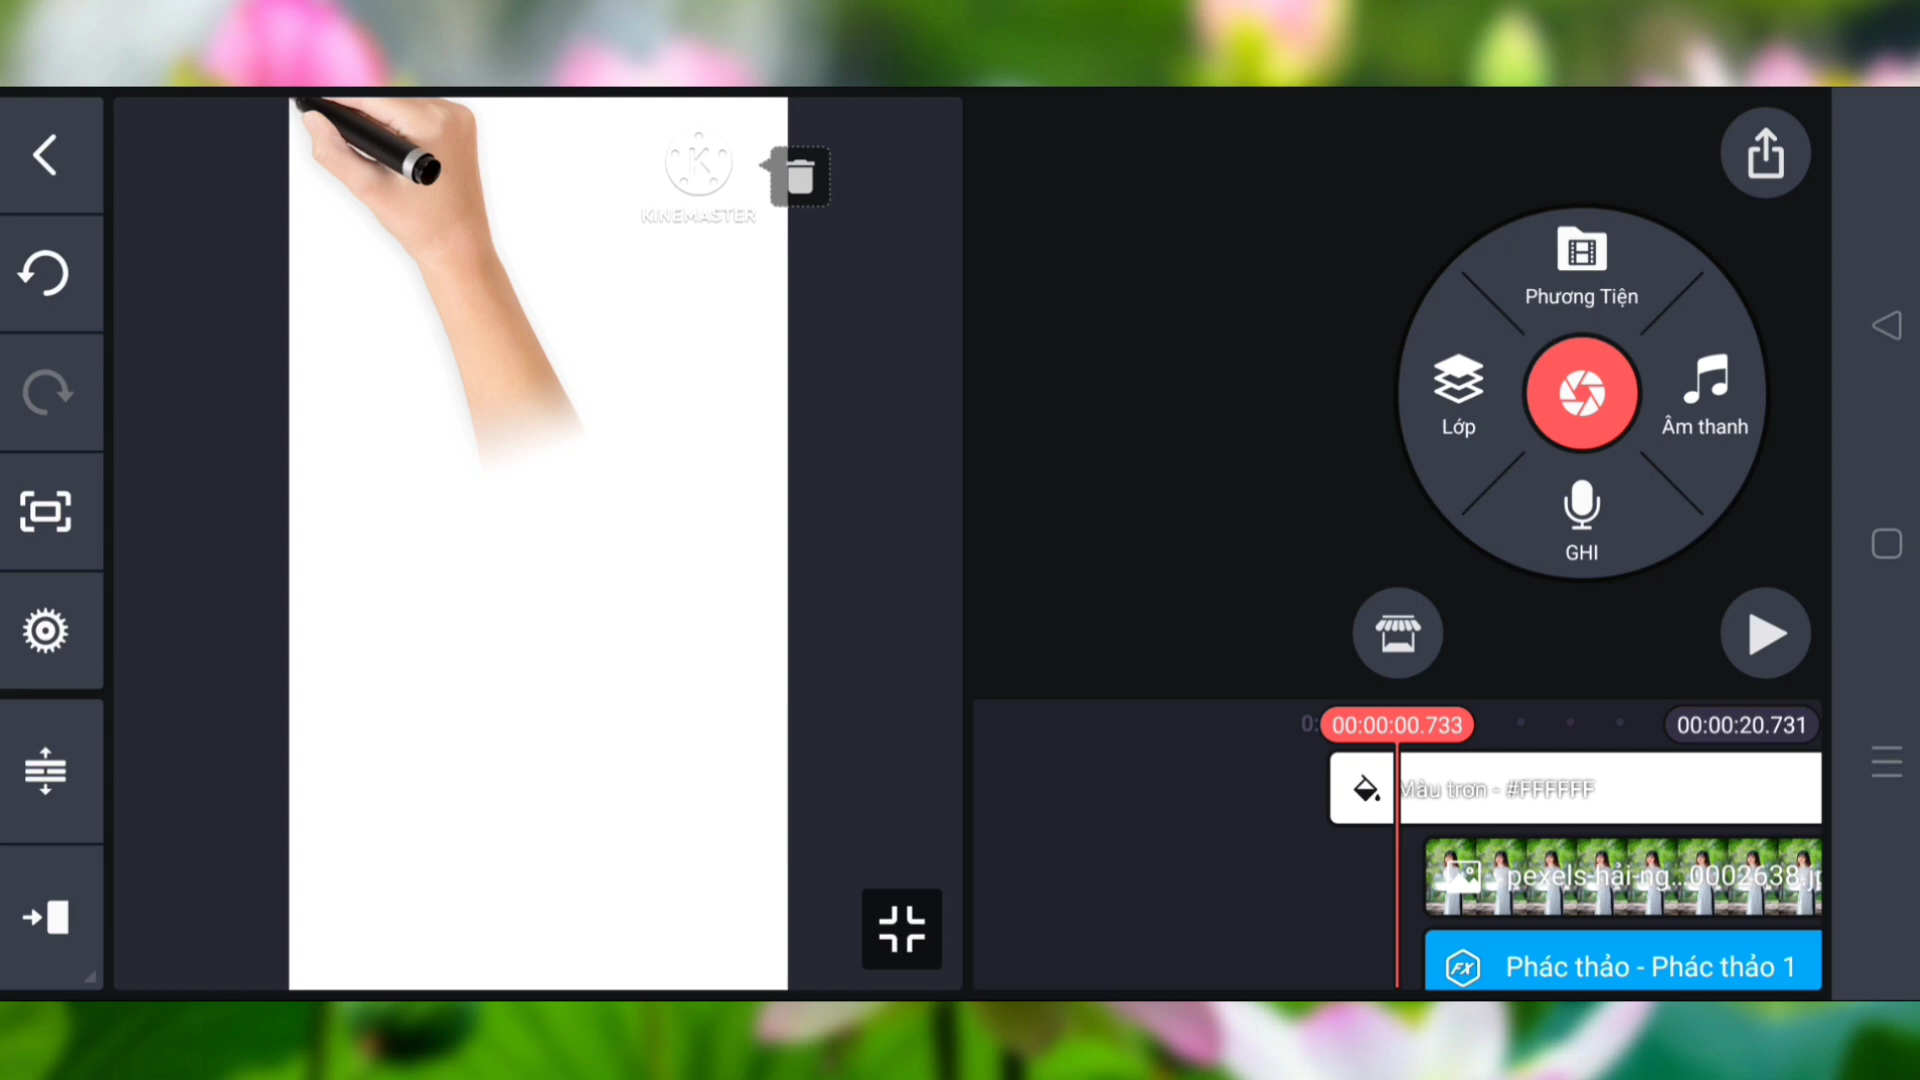 KINEMASTER
Phương Tiện
Lớp
Âm thanh
GHI
00:00:00.733
00:00:20.731
Màu trơn - #FFFFFF
pexels-hải-ng...0002638.j
FX Phác thảo - Phác thảo 1